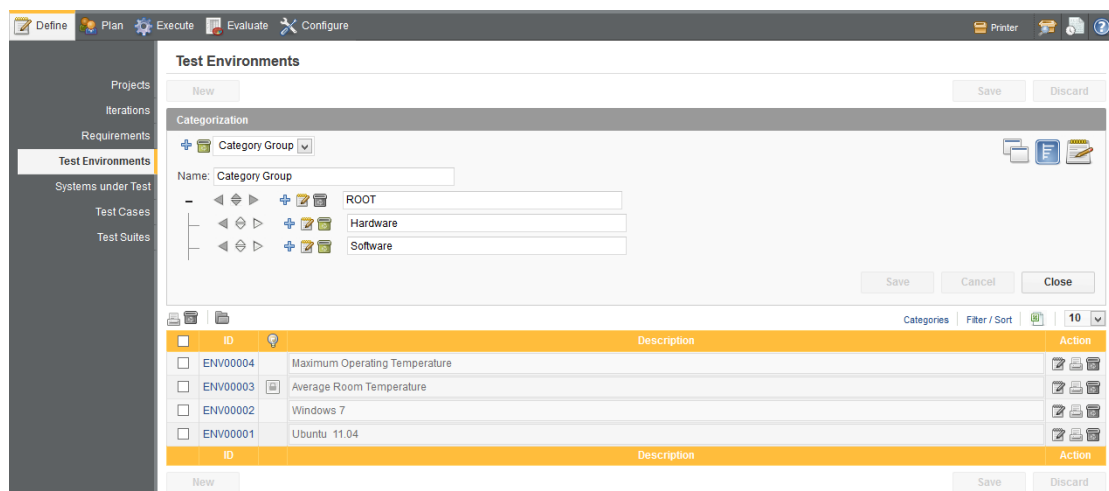 Define Plan Execute Evaluate Configure Printer
Test Environments
Projects
Iterations
Requirements
Test Environments
Systems under Test
Test Cases
Test Suites
New Save Discard
Categorization
Category Group
Name: Category Group
ROOT
Hardware
Software
Save Cancel Close
Categories Filter / Sort 10
ID Description Action
ENV00004 Maximum Operating Temperature
ENV00003 Average Room Temperature
ENV00002 Windows 7
ENV00001 Ubuntu 11.04
ID Description Action
New Save Discard